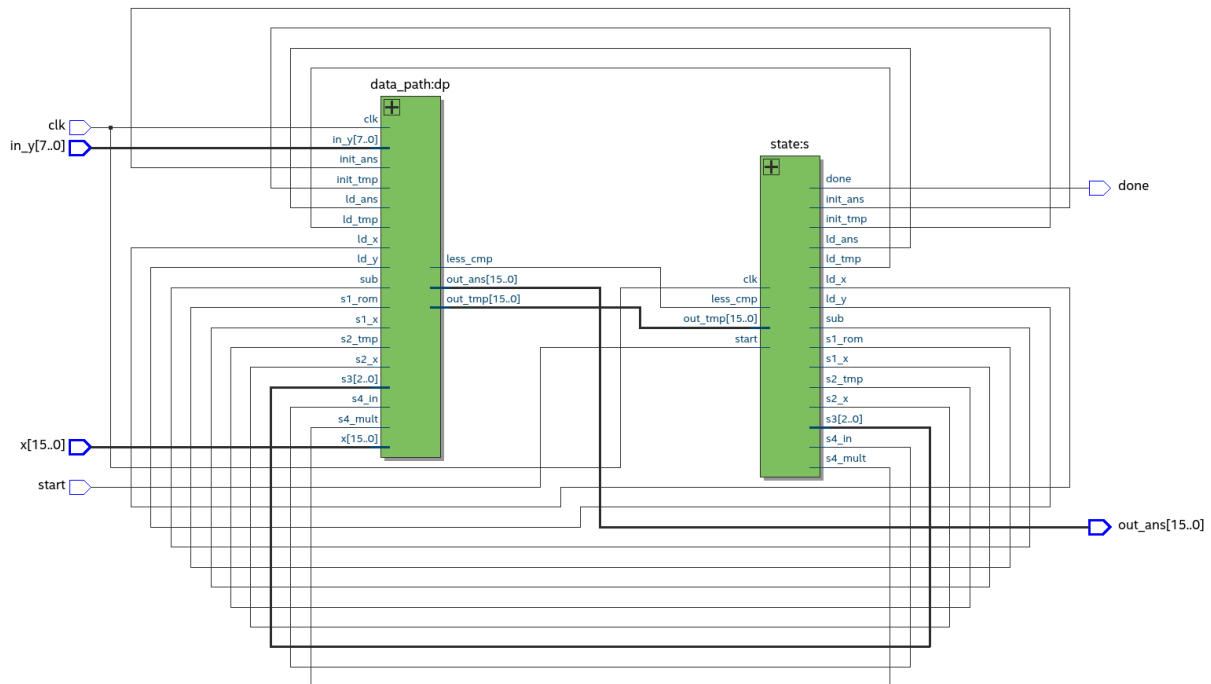 data_path:dp
clk
in_y[7..0]
clk
in_y[7..0]
init_ans
init_tmp
ld_ans
ld_tmp
ld_x
ld_y
sub
s1_rom
s1_x
s2_tmp
s2_x
s3[2..0]
s4_in
s4_mult
x[15..0]
less_cmp
out_ans[15..0]
out_tmp[15..0]
x[15..0]
start
state:s
clk
less_cmp
out_tmp[15..0]
start
done
init_ans
init_tmp
ld_ans
ld_tmp
ld_x
ld_y
sub
s1_rom
s1_x
s2_tmp
s2_x
s3[2..0]
s4_in
s4_mult
done
out_ans[15..0]